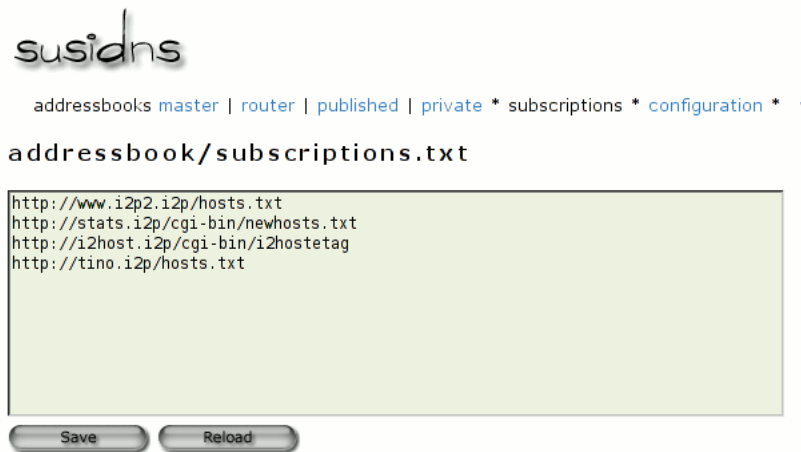 susidns
addressbooks master | router | published | private * subscriptions * configuration *
addressbook/subscriptions.txt
http://www.i2p2.i2p/hosts.txt
http://stats.i2p/cgi-bin/newhosts.txt
http://i2host.i2p/cgi-bin/i2hostetag
http://tino.i2p/hosts.txt
Save Reload